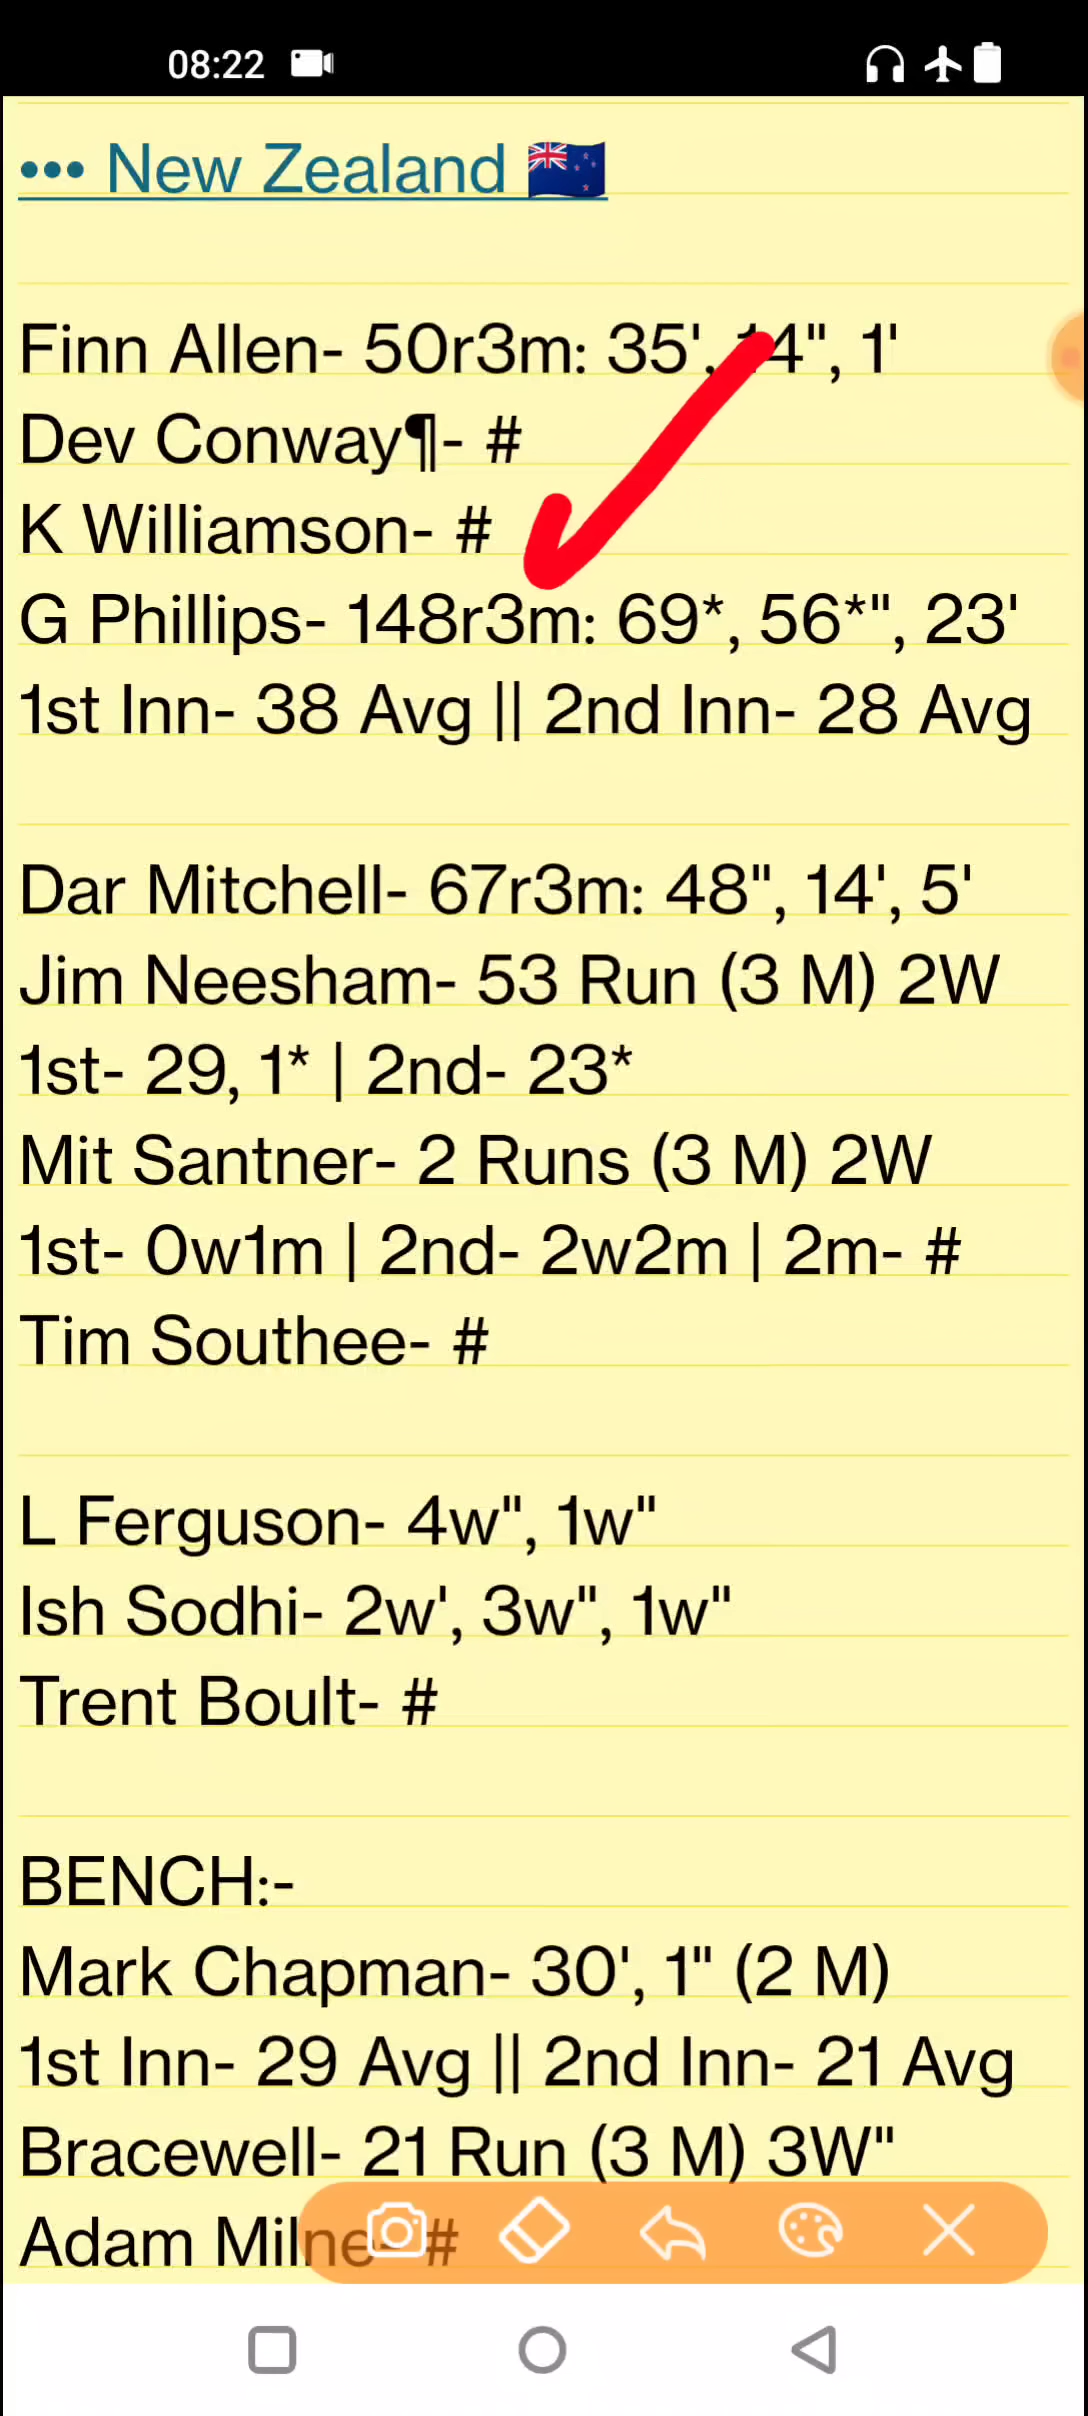 08:22
••• New Zealand 🇳🇿
Finn Allen- 50r3m: 35', 14", 1'
Dev Conway¶- #
K Williamson- #
G Phillips- 148r3m: 69*, 56*", 23'
1st Inn- 38 Avg || 2nd Inn- 28 Avg
Dar Mitchell- 67r3m: 48", 14', 5'
Jim Neesham- 53 Run (3 M) 2W
1st- 29, 1* | 2nd- 23*
Mit Santner- 2 Runs (3 M) 2W
1st- 0w1m | 2nd- 2w2m | 2m- #
Tim Southee- #
L Ferguson- 4w", 1w"
Ish Sodhi- 2w', 3w", 1w"
Trent Boult- #
BENCH:-
Mark Chapman- 30', 1" (2 M)
1st Inn- 29 Avg || 2nd Inn- 21 Avg
Bracewell- 21 Run (3 M) 3W"
Adam Milne- #